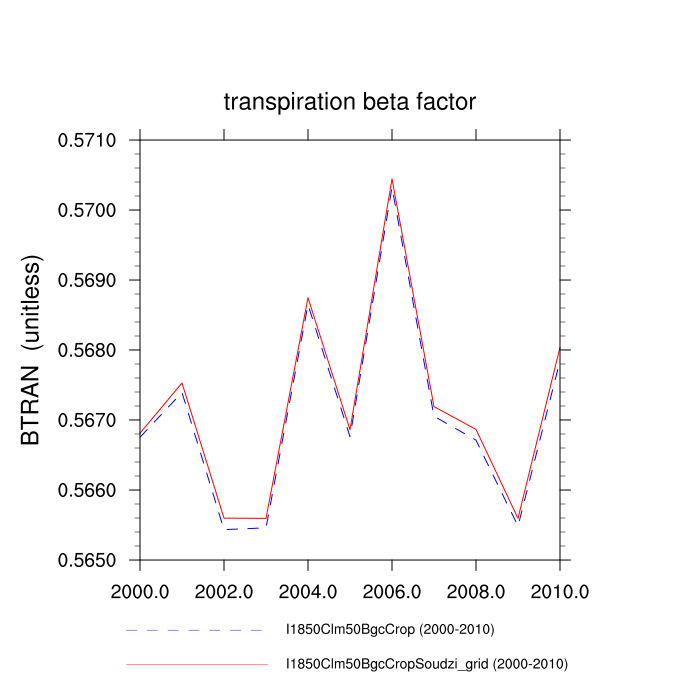 transpiration beta factor
0.5710
0.5700
0.5690
0.5680
0.5670
0.5660
0.5650
BTRAN (unitless)
2000.0 2002.0 2004.0 2006.0 2008.0 2010.0
I1850Clm50BgcCrop (2000-2010)
I1850Clm50BgcCropSoudzi_grid (2000-2010)